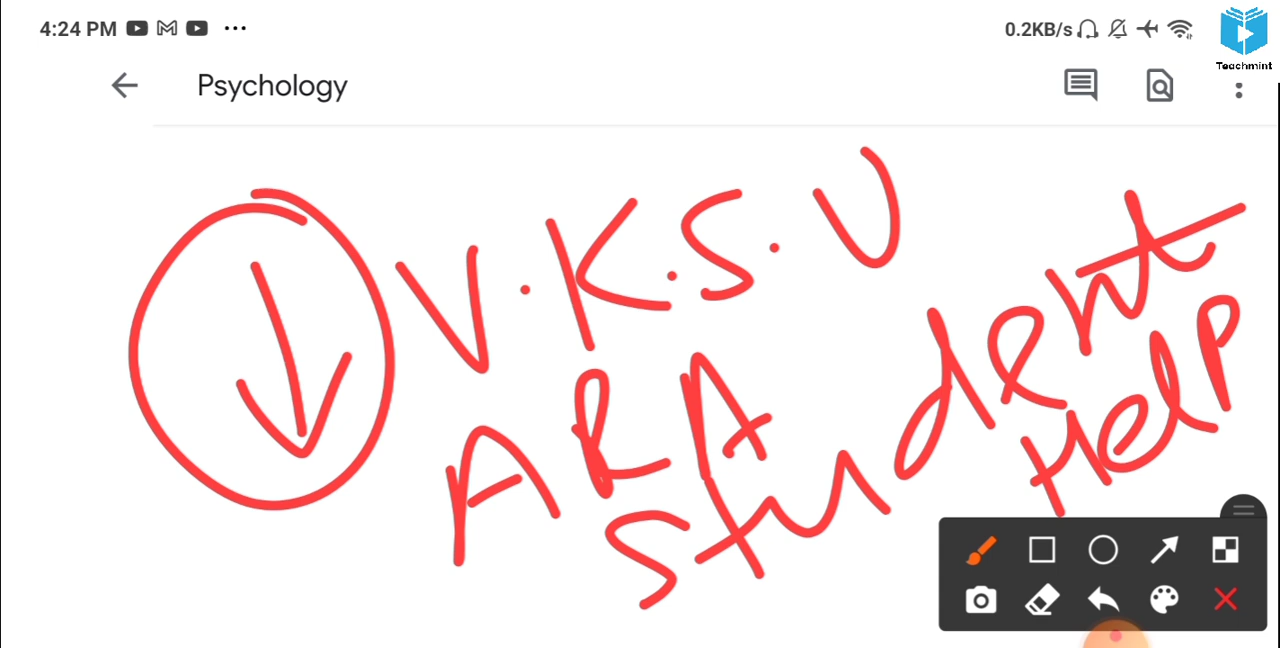 4:24 PM ... 0.2KB/s
Teachmint
Psychology
V.K.S.U
ARA
Student
HelP